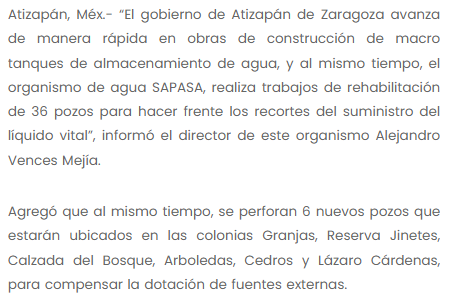 Atizapán, Méx.- “El gobierno de Atizapán de Zaragoza avanza
de manera rápida en obras de construcción de macro
tanques de almacenamiento de agua, y al mismo tiempo, el
organismo de agua SAPASA, realiza trabajos de rehabilitación
de 36 pozos para hacer frente los recortes del suministro del
líquido vital”, informó el director de este organismo Alejandro
Vences Mejía.
Agregó que al mismo tiempo, se perforan 6 nuevos pozos que
estarán ubicados en las colonias Granjas, Reserva Jinetes,
Calzada del Bosque, Arboledas, Cedros y Lázaro Cárdenas,
para compensar la dotación de fuentes externas.